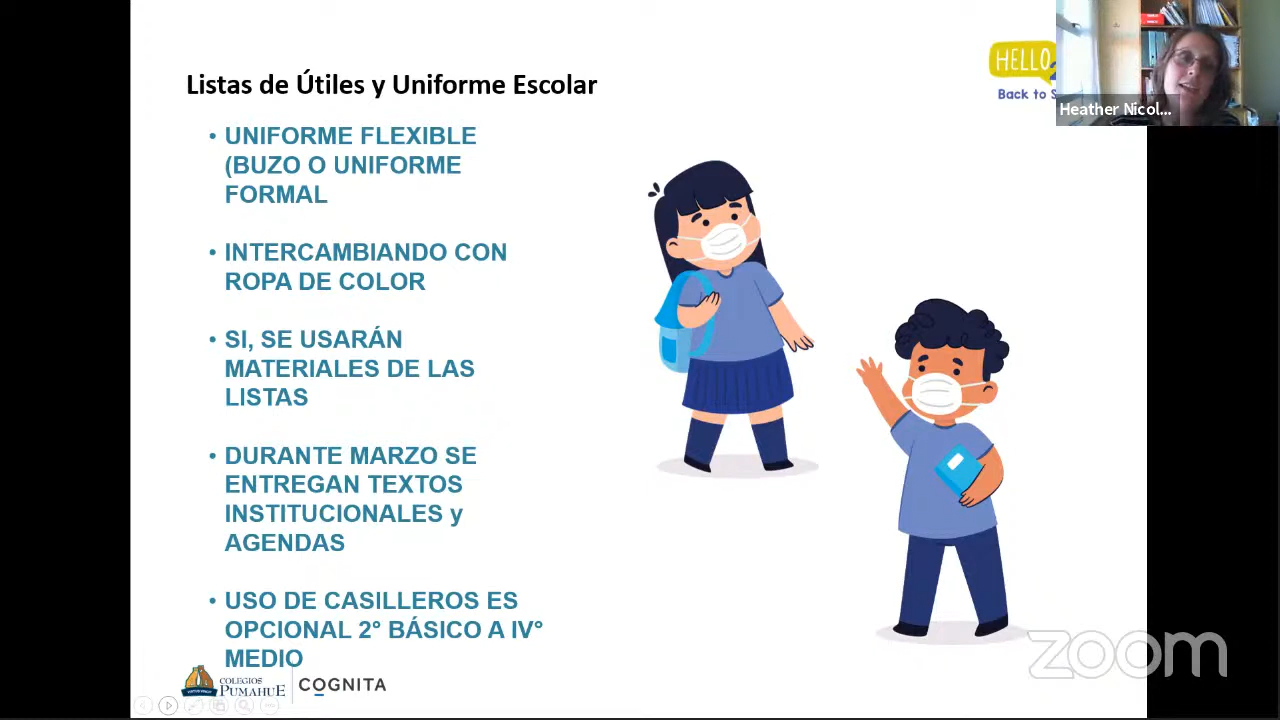 Listas de Útiles y Uniforme Escolar
• UNIFORME FLEXIBLE
(BUZO O UNIFORME
FORMAL
• INTERCAMBIANDO CON
ROPA DE COLOR
• SI, SE USARÁN
MATERIALES DE LAS
LISTAS
• DURANTE MARZO SE
ENTREGAN TEXTOS
INSTITUCIONALES y
AGENDAS
• USO DE CASILLEROS ES
OPCIONAL 2° BÁSICO A IV°
MEDIO
COLEGIOS
PUMAHUE
COGNITA
HELLO
Back to S
Heather Nicol...
zoom